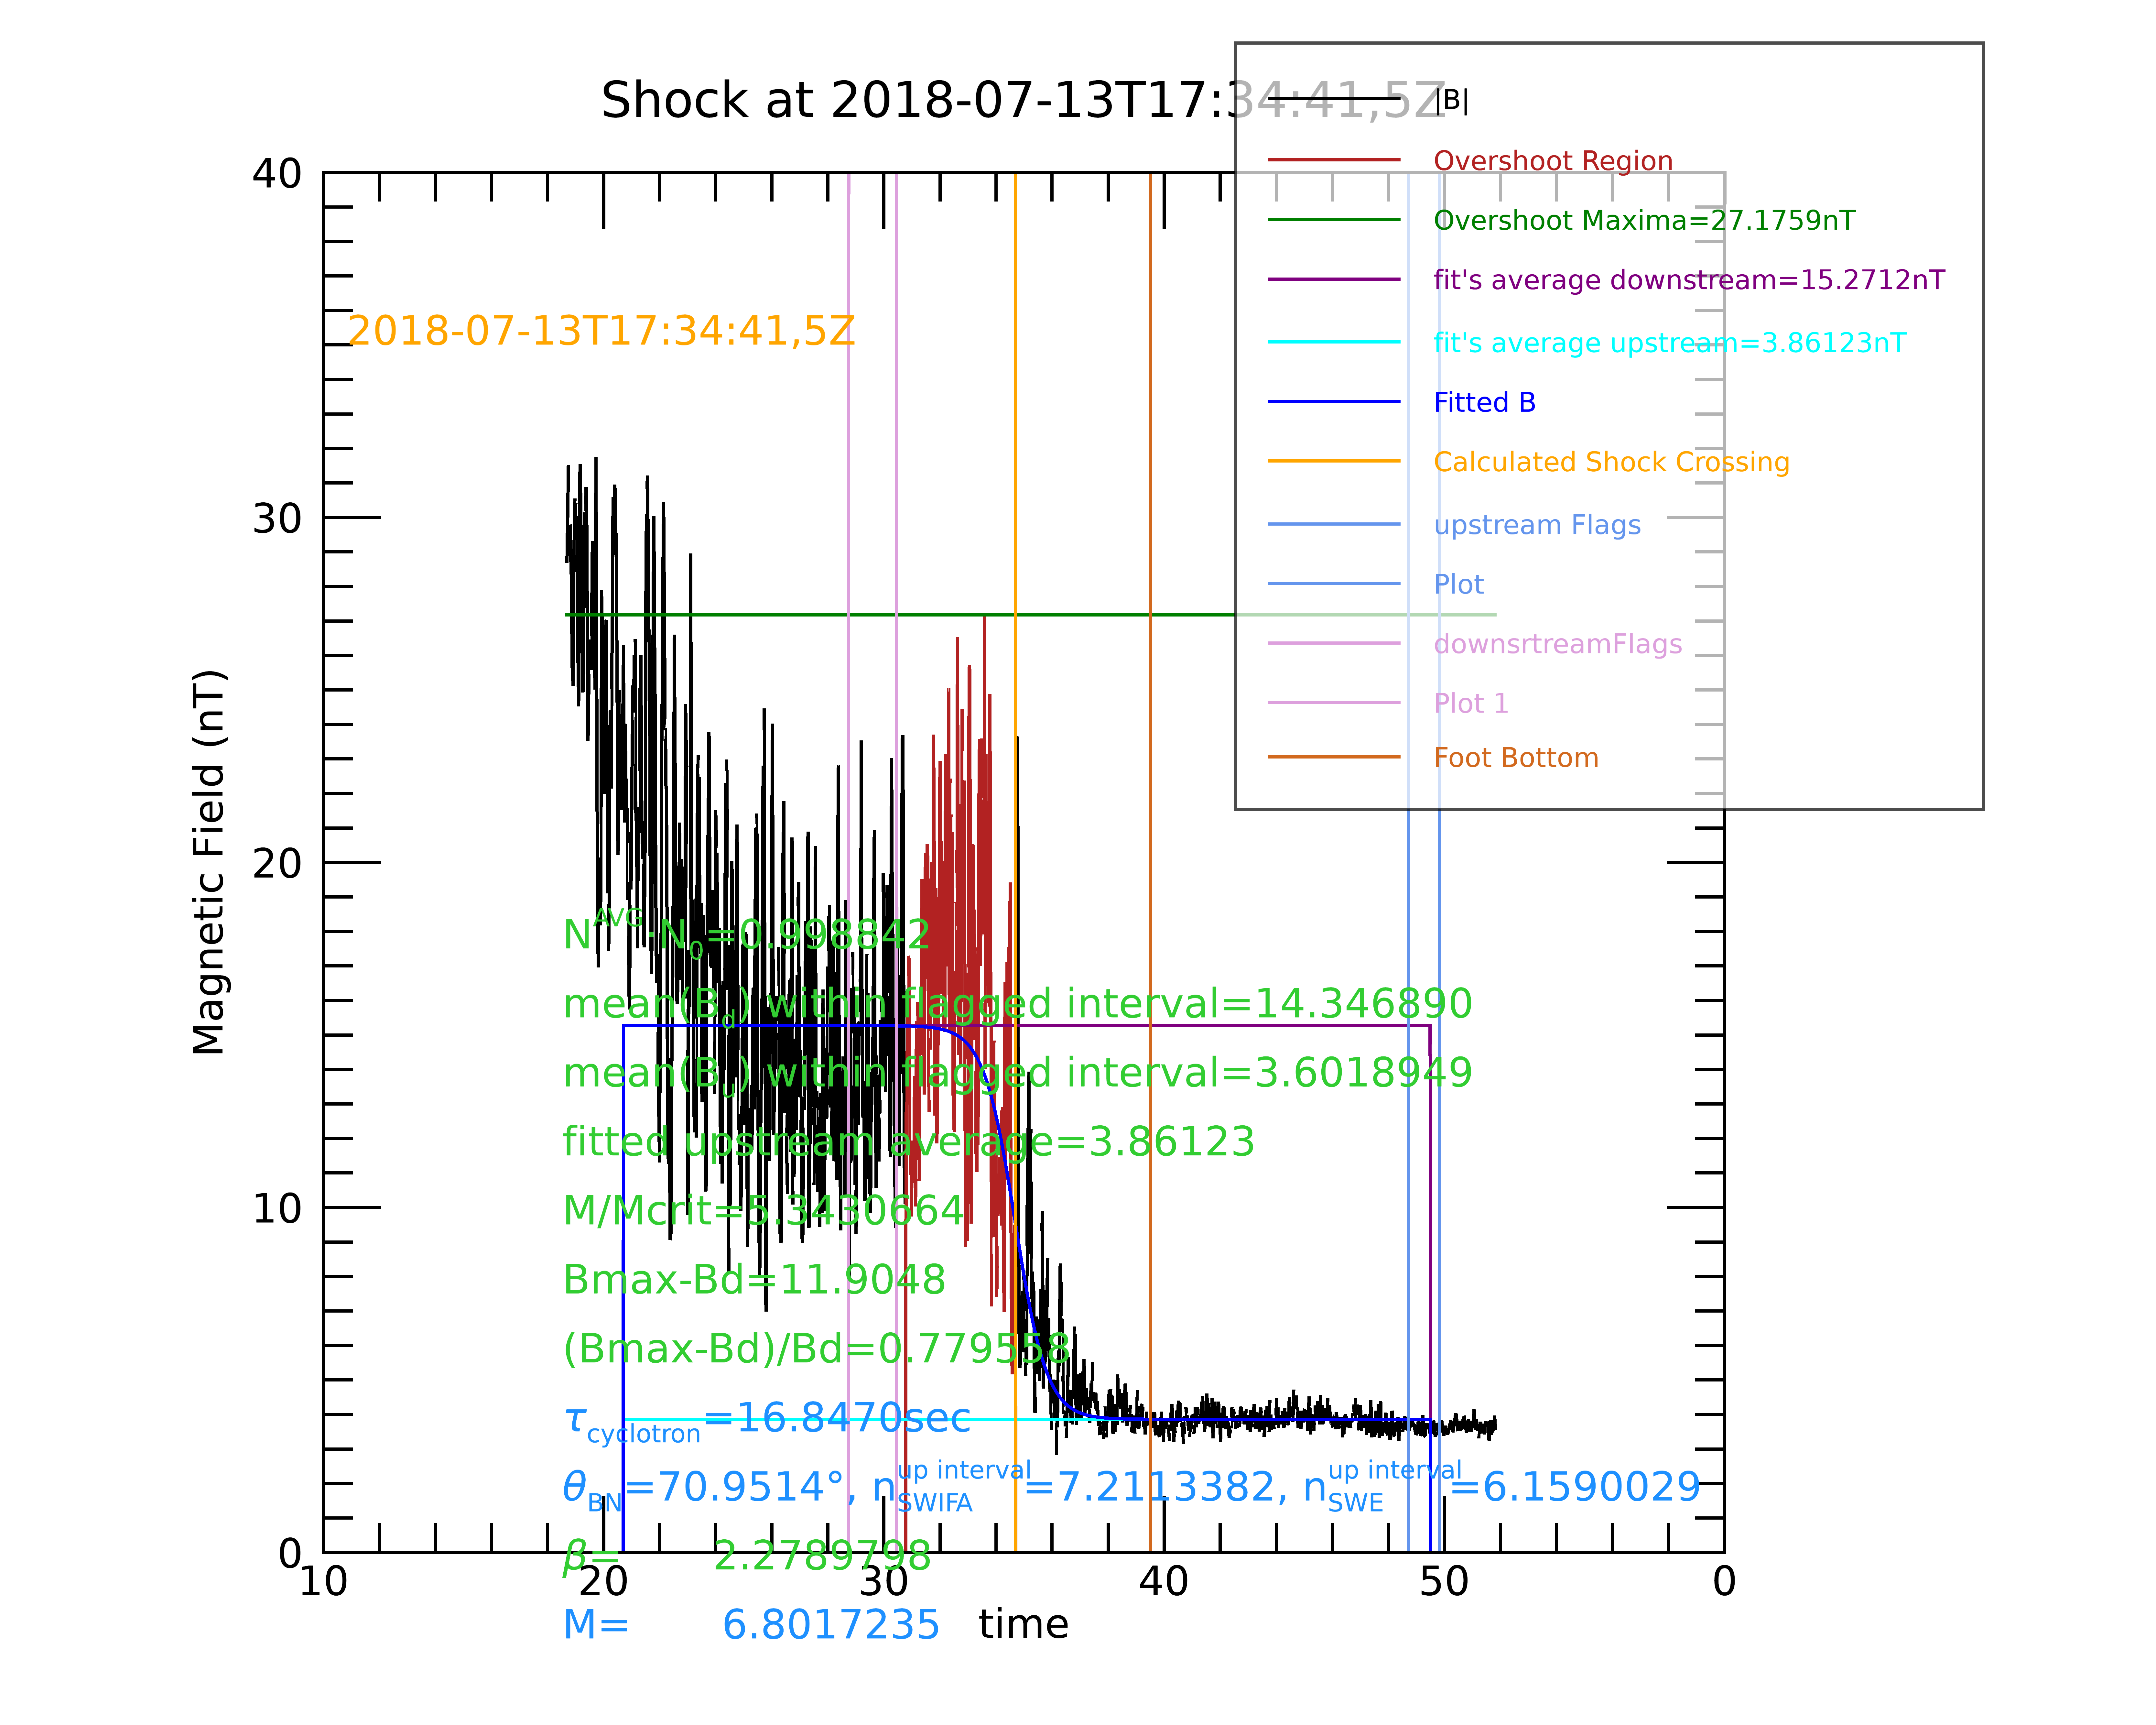 Shock at 2018-07-13T17:34:41,5Z
|B|
Overshoot Region
Overshoot Maxima=27.1759nT
fit's average downstream=15.2712nT
fit's average upstream=3.86123nT
Fitted B
Calculated Shock Crossing
upstream Flags
Plot
downsrtreamFlags
Plot 1
Foot Bottom
40
30
20
10
0
Magnetic Field (nT)
2018-07-13T17:34:41,5Z
N^AVG·N_0=0.998842
mean(B_d) within flagged interval=14.346890
mean(B_u) within flagged interval=3.6018949
fitted upstream average=3.86123
M/Mcrit=5.3430664
Bmax-Bd=11.9048
(Bmax-Bd)/Bd=0.779558
τ_cyclotron=16.8470sec
θ_BN=70.9514°, n_SWIFA^up interval=7.2113382, n_SWE^up interval=6.1590029
β= 2.2789798
10 20 30 40 50 0
M= 6.8017235
time